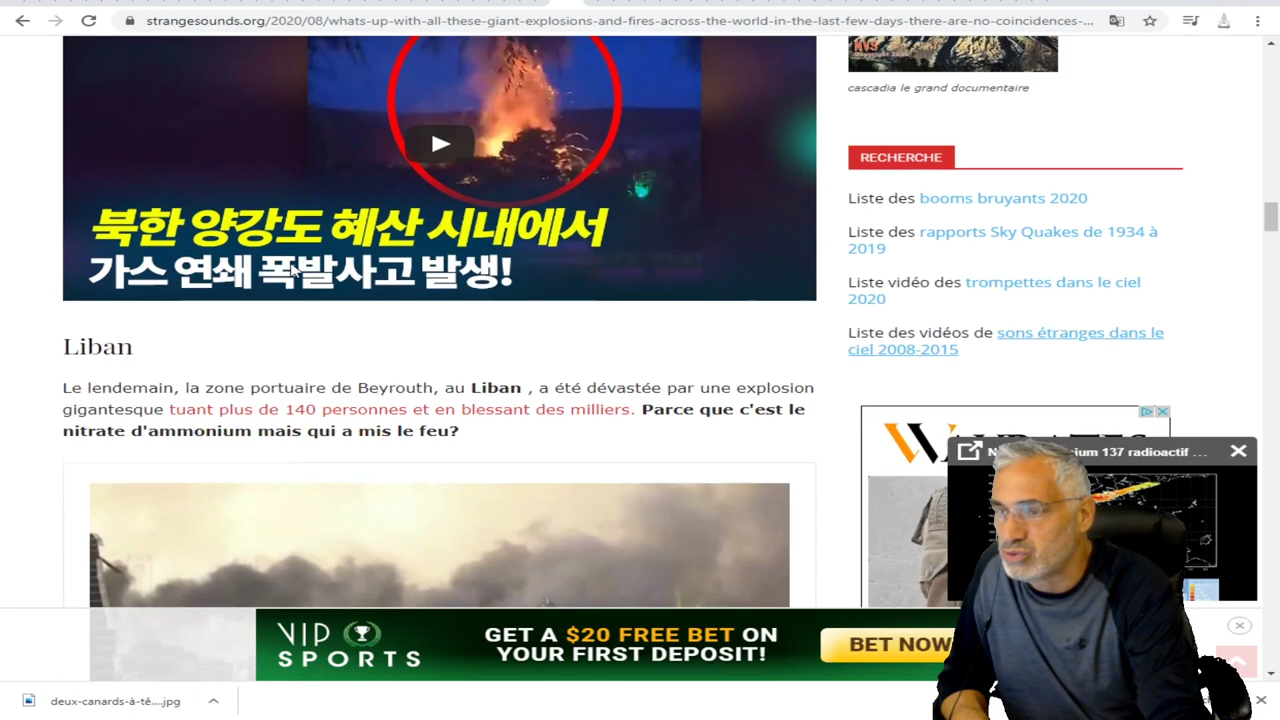 strangesounds.org/2020/08/whats-up-with-all-these-giant-explosions-and-fires-across-the-world-in-the-last-few-days-there-are-no-coincidences-...
북한 양강도 혜산 시내에서
가스 연쇄 폭발사고 발생!
Liban
Le lendemain, la zone portuaire de Beyrouth, au Liban , a été dévastée par une explosion
gigantesque tuant plus de 140 personnes et en blessant des milliers. Parce que c'est le
nitrate d'ammonium mais qui a mis le feu?
cascadia le grand documentaire
RECHERCHE
Liste des booms bruyants 2020
Liste des rapports Sky Quakes de 1934 à
2019
Liste vidéo des trompettes dans le ciel
2020
Liste des vidéos de sons étranges dans le
ciel 2008-2015
137 radioactif ...
VIP
SPORTS
GET A $20 FREE BET ON
YOUR FIRST DEPOSIT!
BET NOW
deux-canards-à-tê....jpg